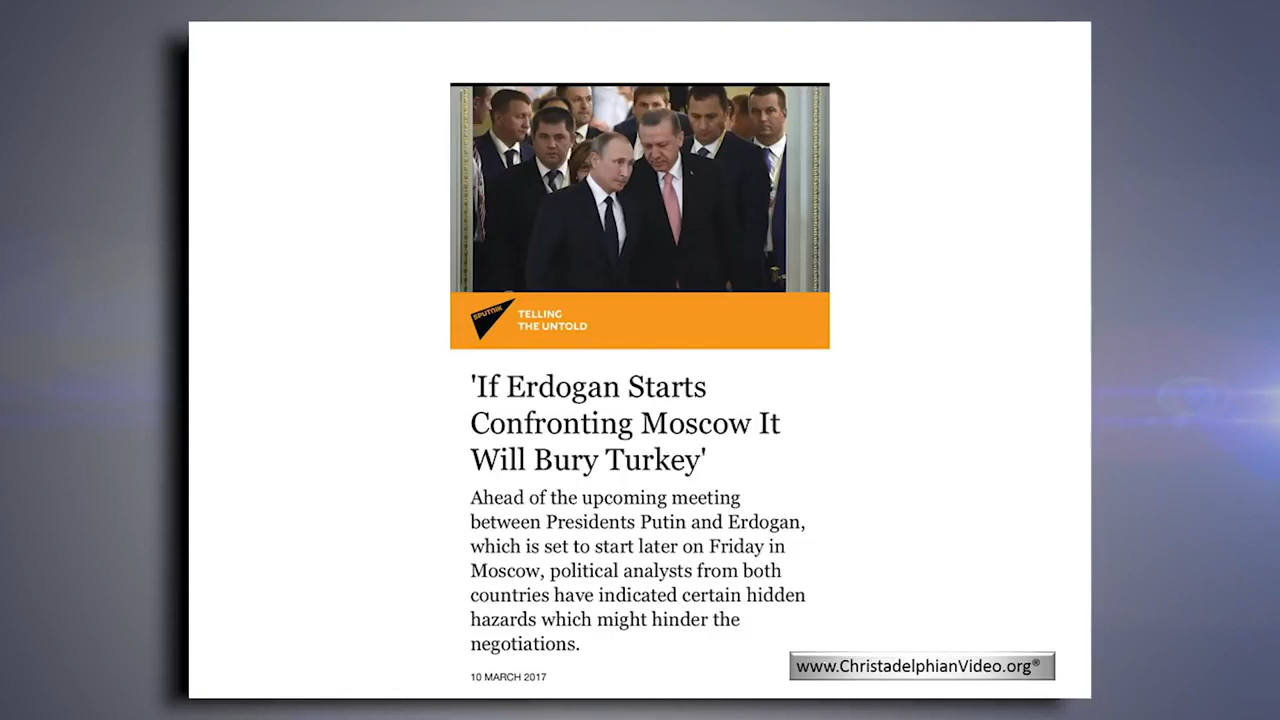 SPUTNIK
TELLING
THE UNTOLD
'If Erdogan Starts
Confronting Moscow It
Will Bury Turkey'
Ahead of the upcoming meeting
between Presidents Putin and Erdogan,
which is set to start later on Friday in
Moscow, political analysts from both
countries have indicated certain hidden
hazards which might hinder the
negotiations.
10 MARCH 2017
www.ChristadelphianVideo.org®